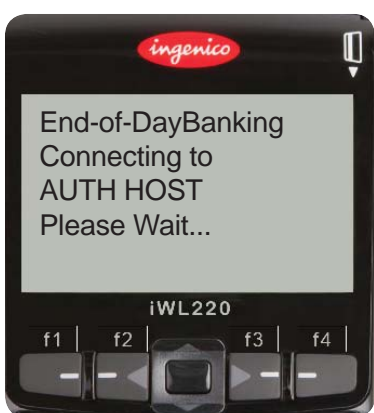 ingenico
End-of-DayBanking
Connecting to
AUTH HOST
Please Wait...
iWL220
f1 f2 f3 f4